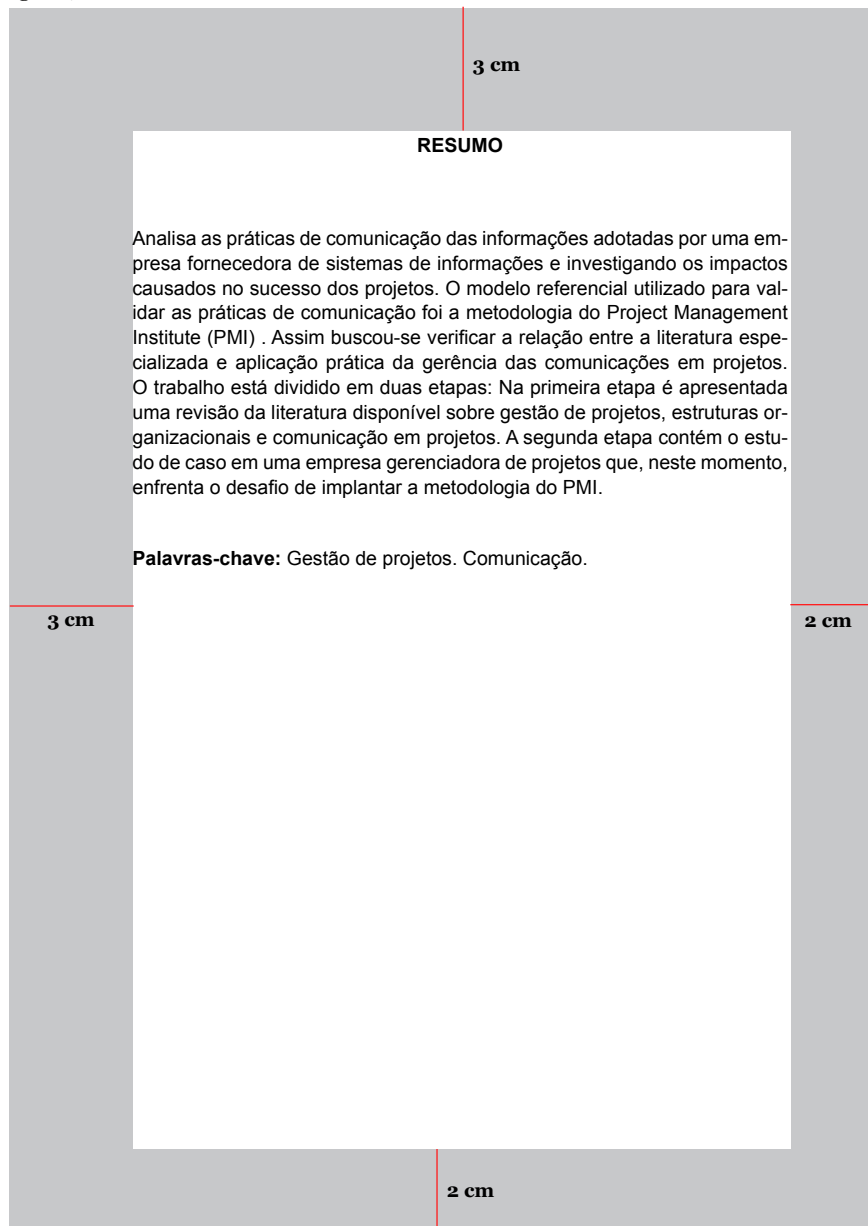 3 cm
RESUMO
Analisa as práticas de comunicação das informações adotadas por uma em-
presa fornecedora de sistemas de informações e investigando os impactos
causados no sucesso dos projetos. O modelo referencial utilizado para val-
idar as práticas de comunicação foi a metodologia do Project Management
Institute (PMI) . Assim buscou-se verificar a relação entre a literatura espe-
cializada e aplicação prática da gerência das comunicações em projetos.
O trabalho está dividido em duas etapas: Na primeira etapa é apresentada
uma revisão da literatura disponível sobre gestão de projetos, estruturas or-
ganizacionais e comunicação em projetos. A segunda etapa contém o estu-
do de caso em uma empresa gerenciadora de projetos que, neste momento,
enfrenta o desafio de implantar a metodologia do PMI.
Palavras-chave: Gestão de projetos. Comunicação.
3 cm
2 cm
2 cm